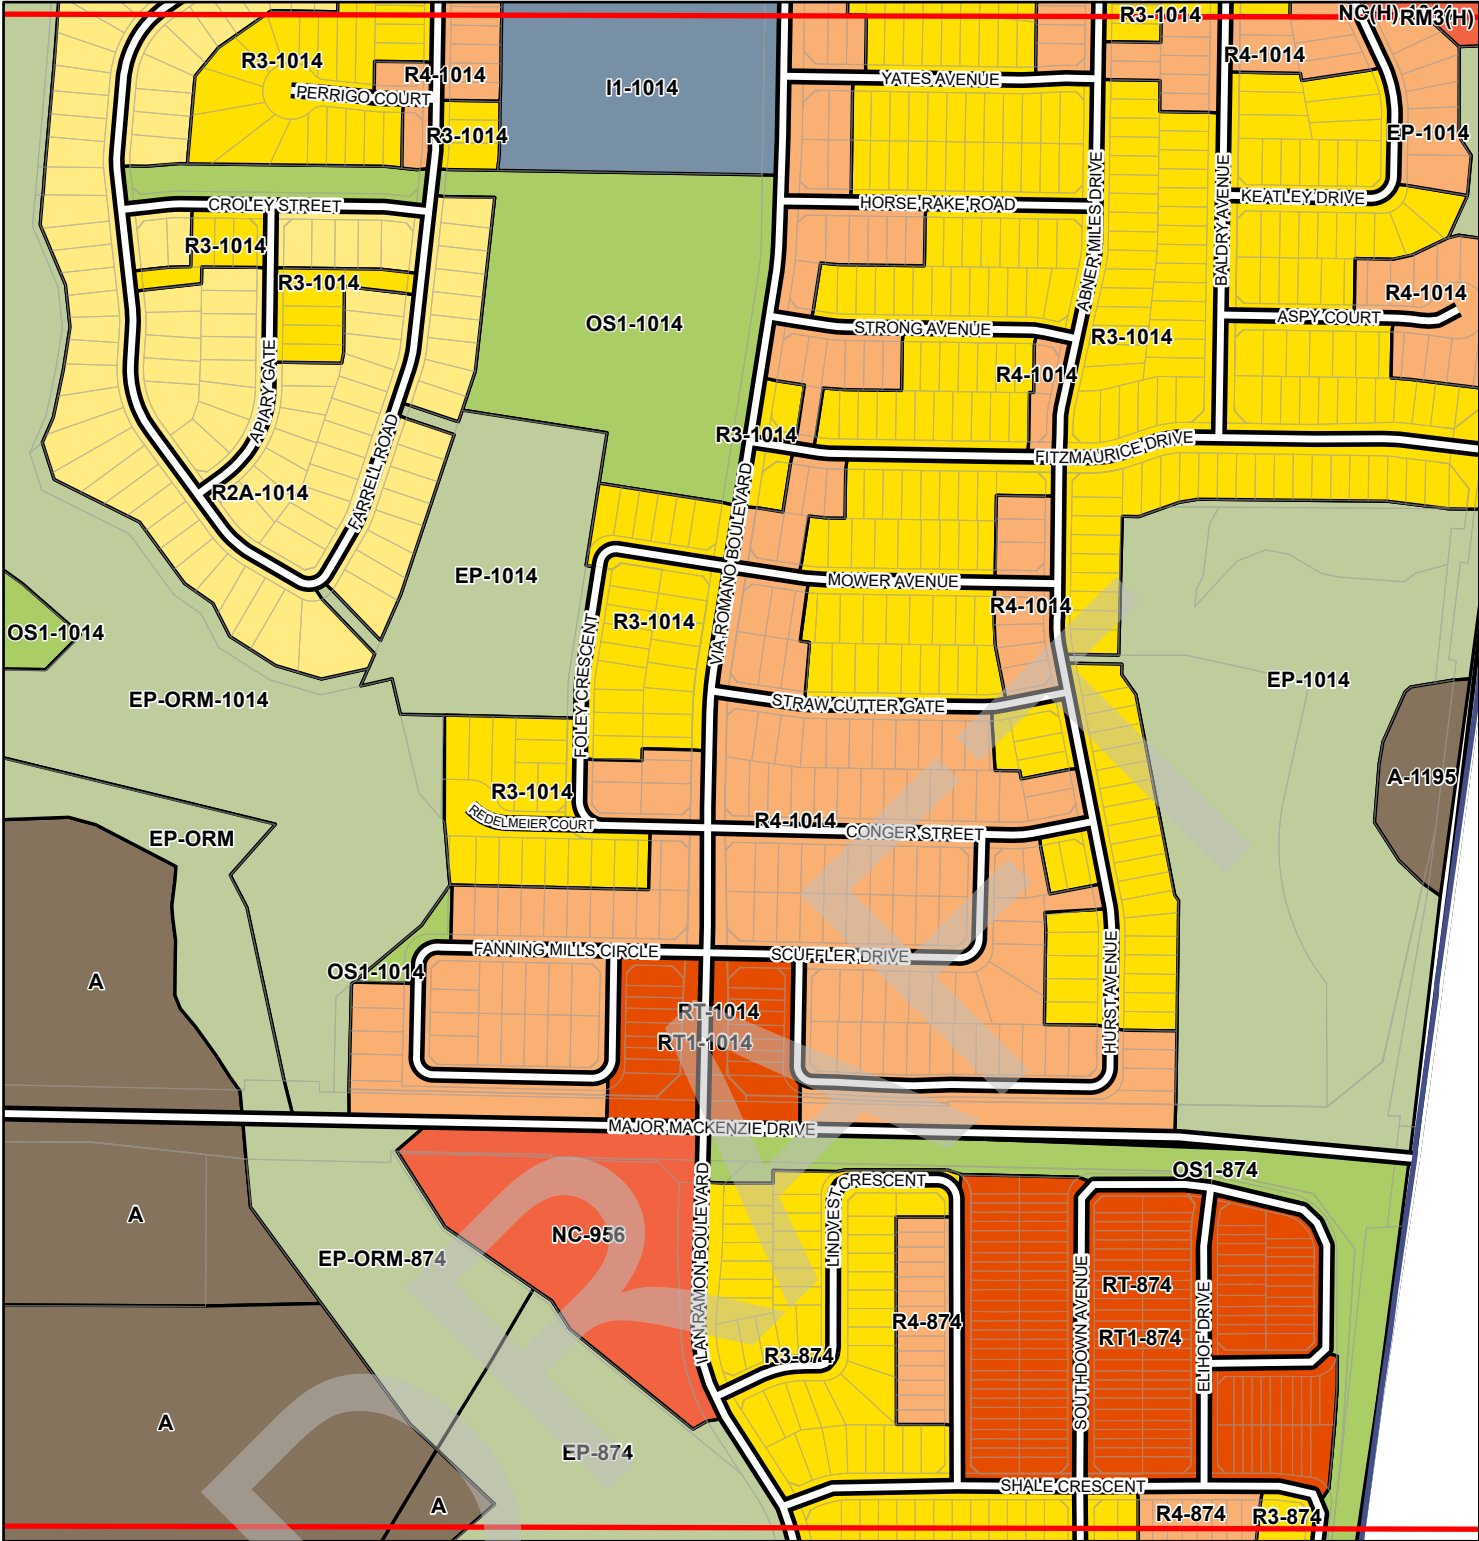 R3-1014
NC(H)
RM3(H)
R3-1014
R4-1014
R4-1014
PERRIGO COURT
I1-1014
YATES AVENUE
R3-1014
EP-1014
CROLEY STREET
HORSE RAKE ROAD
KEATLEY DRIVE
ABNER MILES DRIVE
BALDRY AVENUE
R3-1014
R3-1014
R4-1014
OS1-1014
STRONG AVENUE
ASPY COURT
R3-1014
APIARY GATE
R4-1014
FARRELL ROAD
R3-1014
FITZMAURICE DRIVE
R2A-1014
VIA ROMANO BOULEVARD
EP-1014
MOWER AVENUE
R4-1014
R3-1014
FOLEY CRESCENT
OS1-1014
EP-1014
EP-ORM-1014
STRAW CUTTER GATE
A-1195
R3-1014
REDELMEIER COURT
R4-1014
CONGER STREET
EP-ORM
FANNING MILLS CIRCLE
SCUFFLER DRIVE
OS1-1014
A
HURST AVENUE
RT-1014
RT1-1014
MAJOR MACKENZIE DRIVE
OS1-874
LINDVEST CRESCENT
A
NC-956
EP-ORM-874
ILAN RAMON BOULEVARD
SOUTHDOWN AVENUE
ELIHOF DRIVE
RT-874
R4-874
RT1-874
R3-874
A
EP-874
SHALE CRESCENT
A
R4-874
R3-874
DRAFT